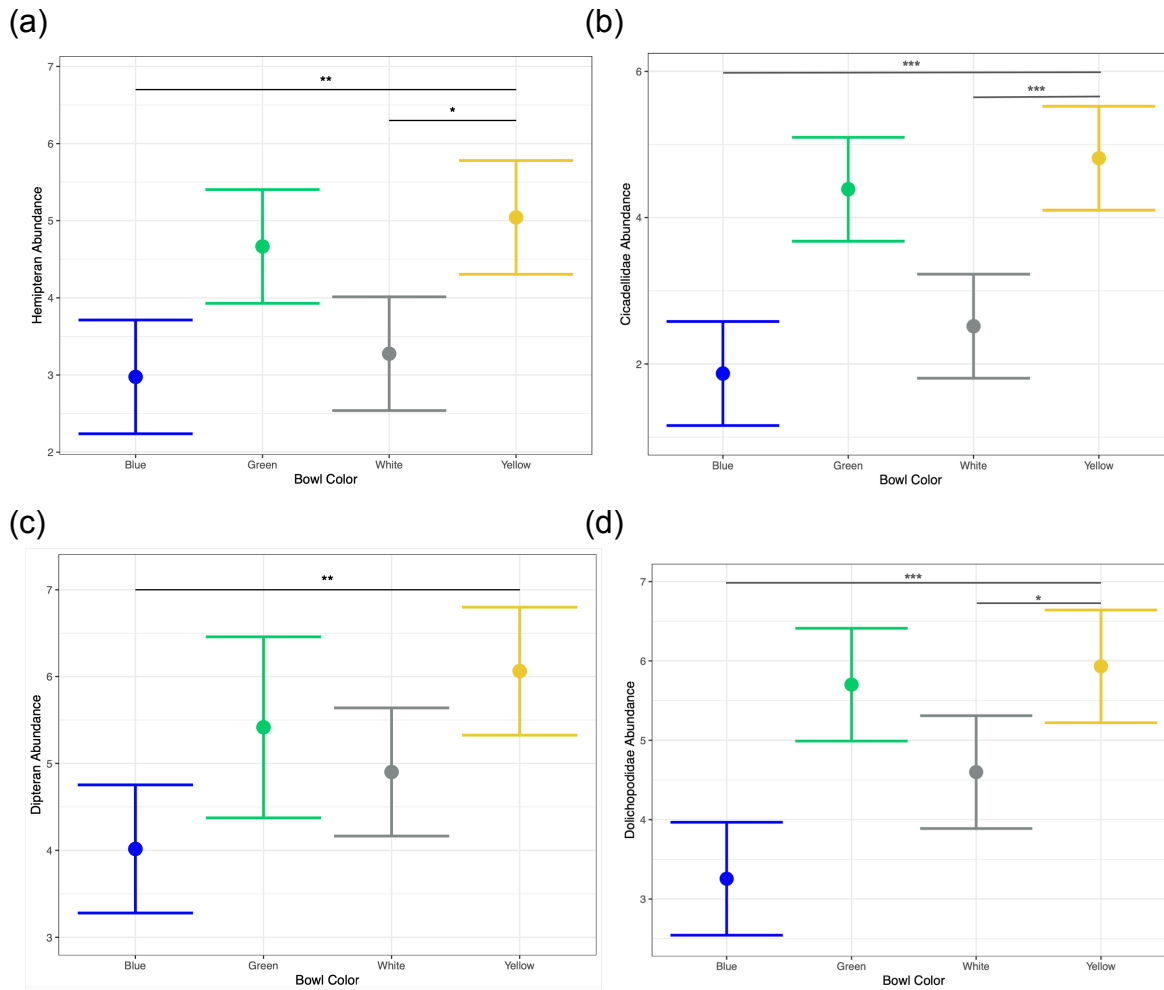 (a)
Hemipteran Abundance
7
6
5
4
3
2
**
*
Blue Green White Yellow
Bowl Color
(b)
Cicadellidae Abundance
6
4
2
***
***
Blue Green White Yellow
Bowl Color
(c)
Dipteran Abundance
7
6
5
4
3
**
Blue Green White Yellow
Bowl Color
(d)
Dolichopodidae Abundance
7
6
5
4
3
***
*
Blue Green White Yellow
Bowl Color